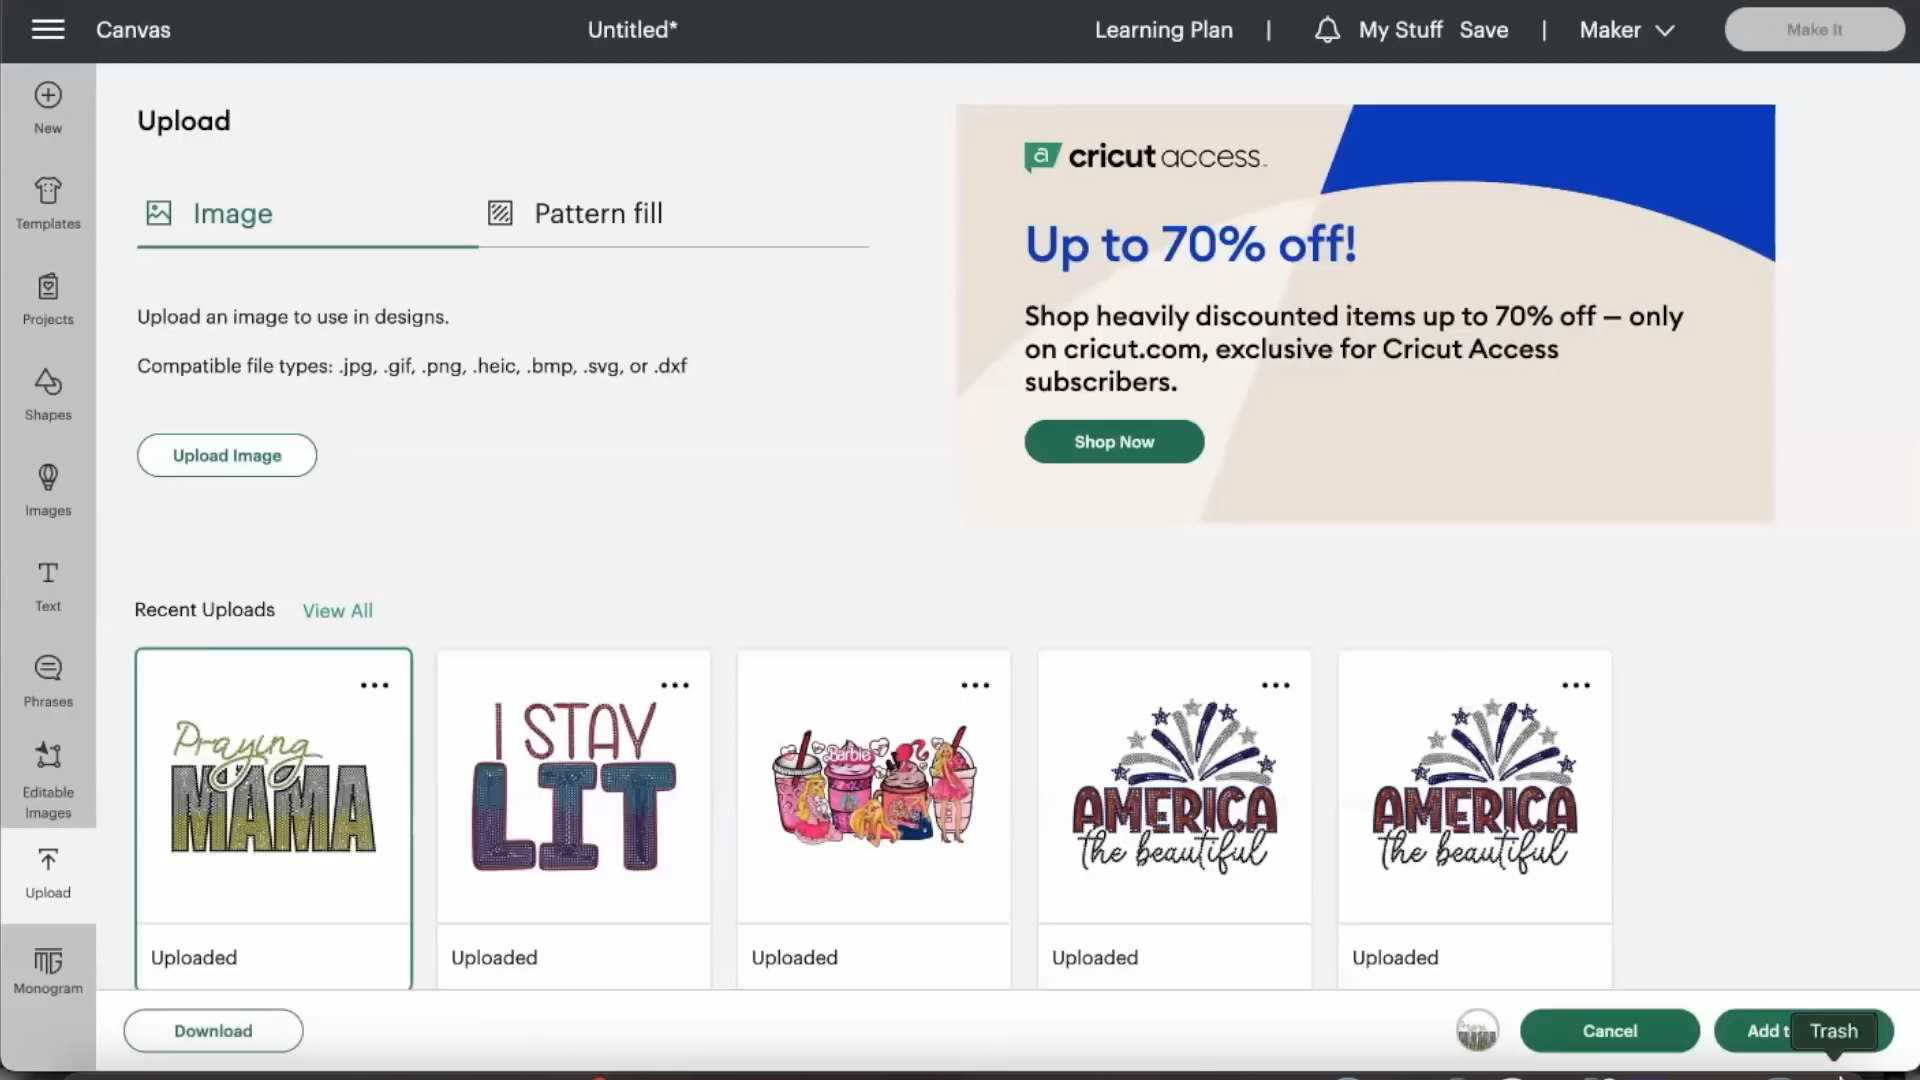 Canvas
Untitled*
Learning Plan | My Stuff Save | Maker
Make It
New
Templates
Projects
Shapes
Images
Text
Phrases
Editable
Images
Upload
Monogram
Upload
Image
Pattern fill
Upload an image to use in designs.
Compatible file types: .jpg, .gif, .png, .heic, .bmp, .svg, or .dxf
Upload Image
a cricut access™
Up to 70% off!
Shop heavily discounted items up to 70% off — only
on cricut.com, exclusive for Cricut Access
subscribers.
Shop Now
Recent Uploads View All
Praying
MAMA
Uploaded
I STAY
LIT
Uploaded
Barbie
Uploaded
AMERICA
the beautiful
Uploaded
AMERICA
the beautiful
Uploaded
Download
Cancel
Add t
Trash